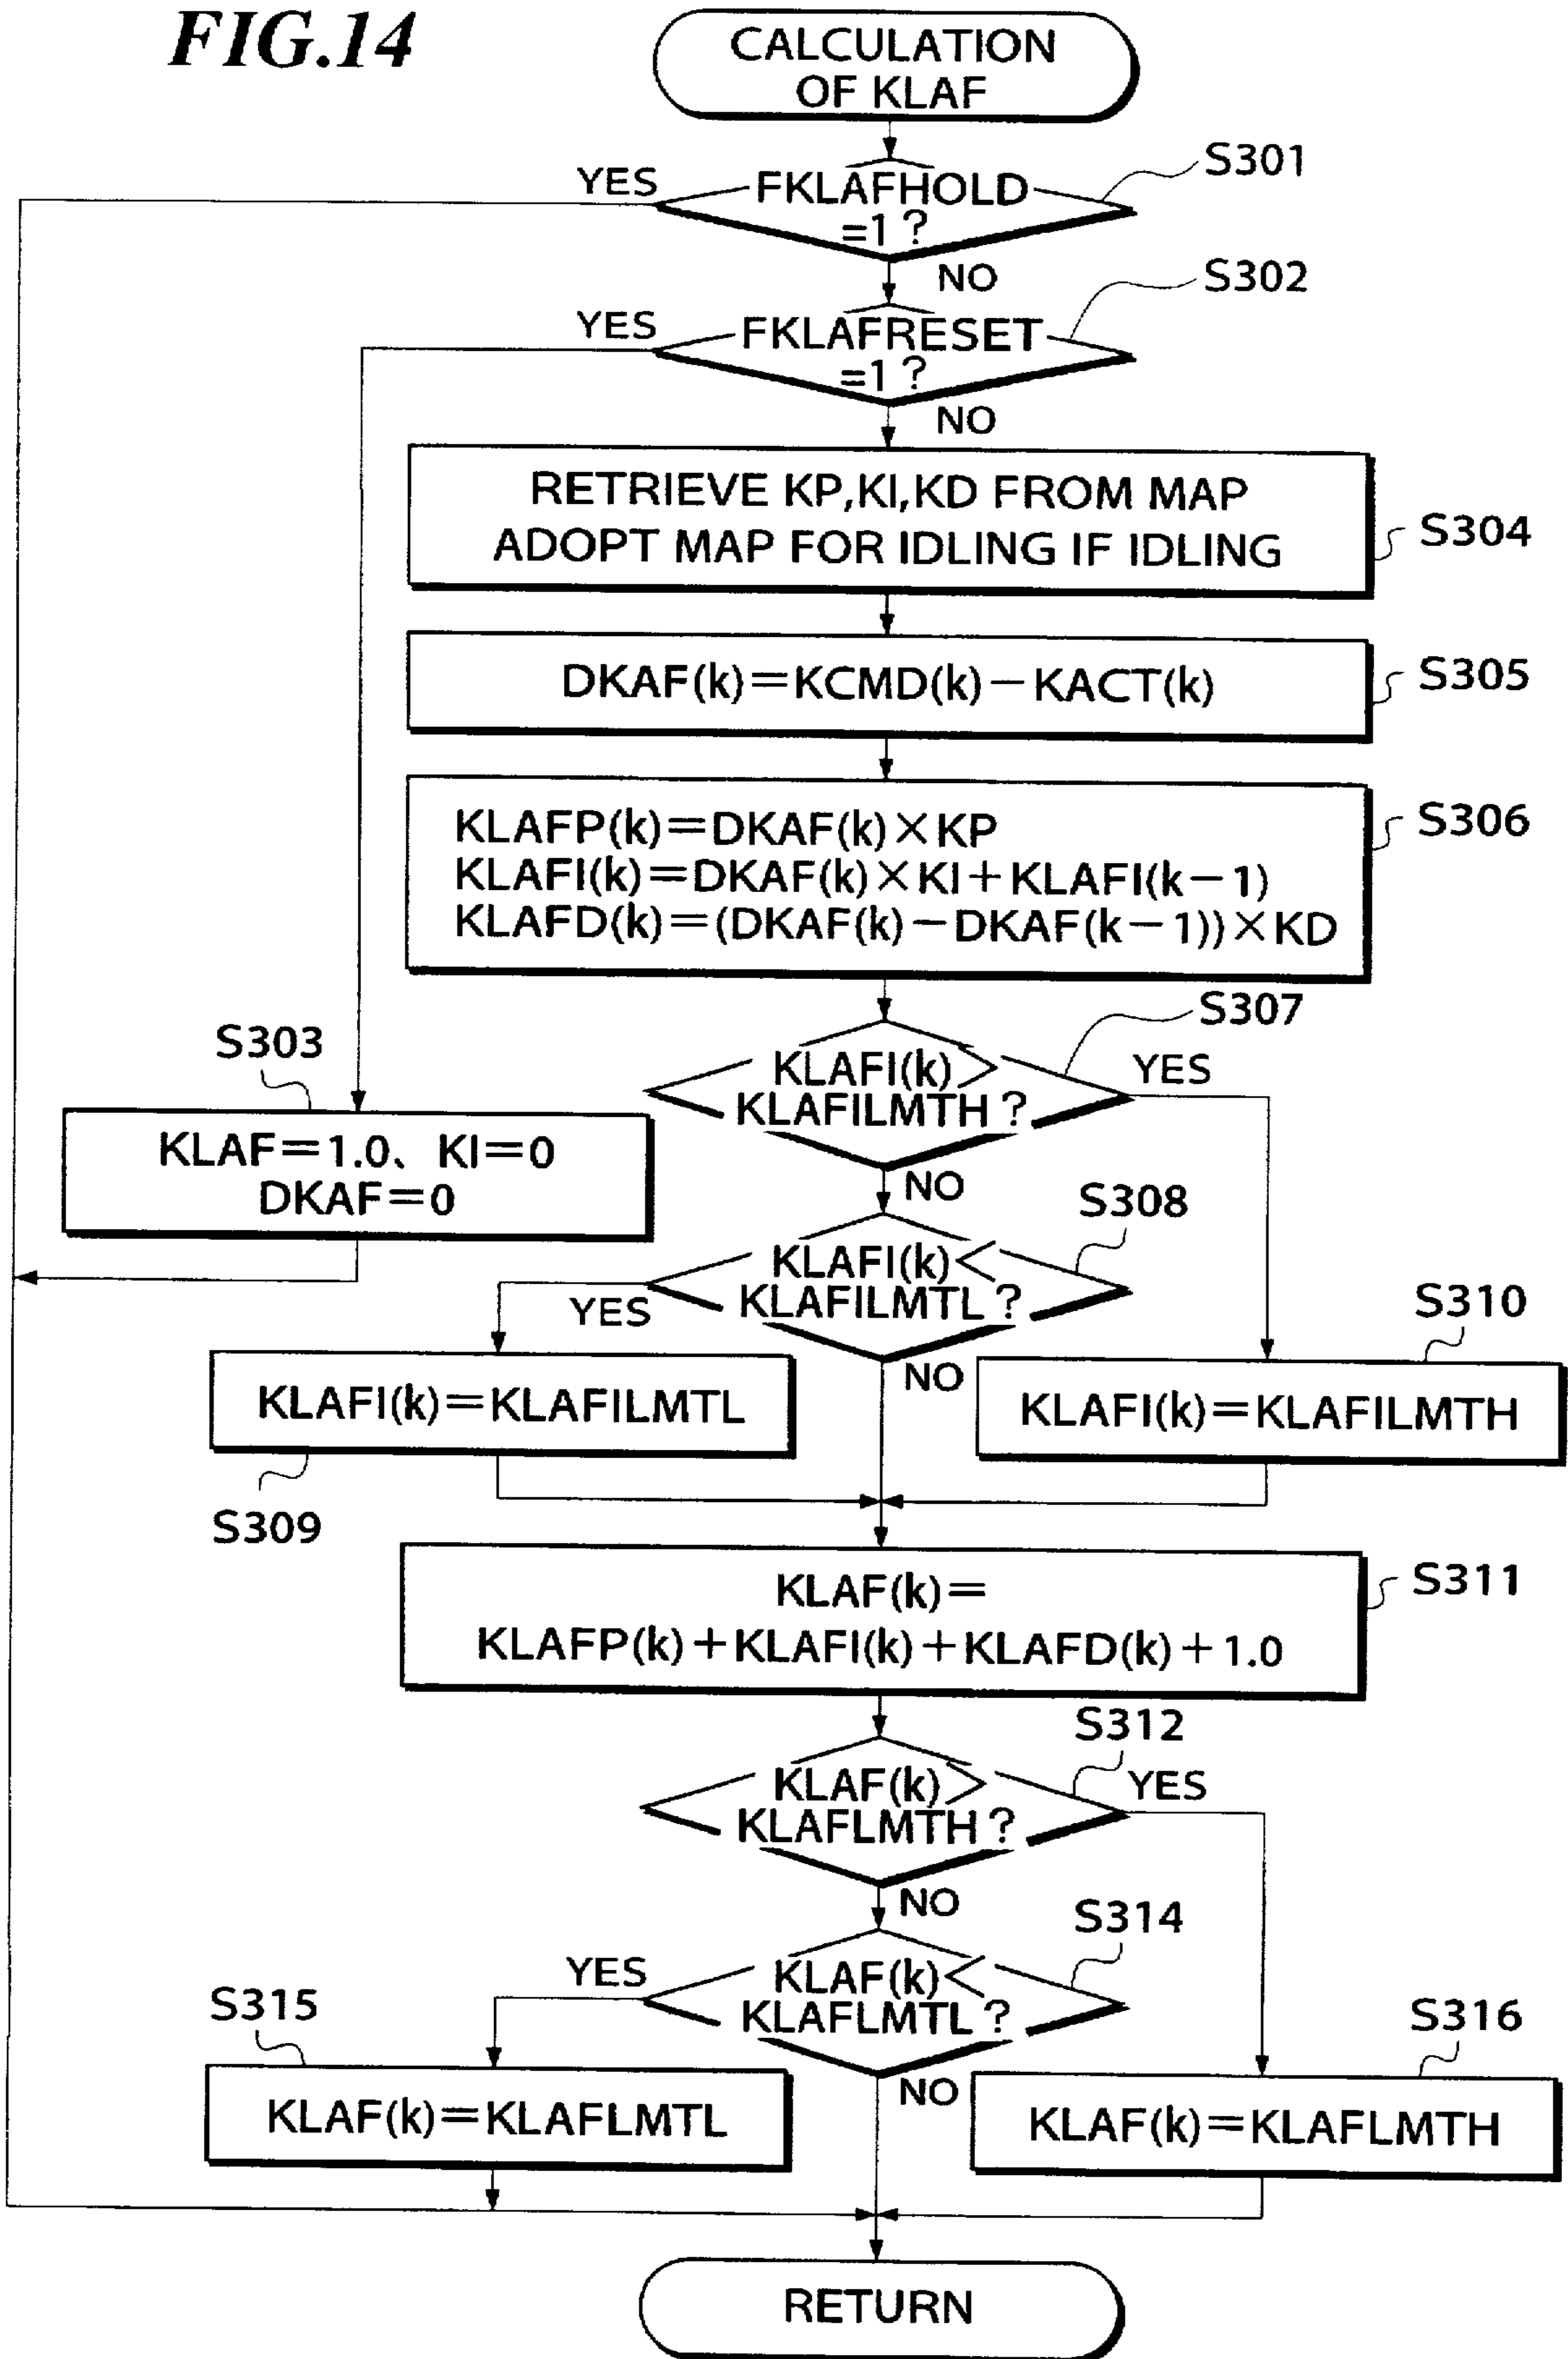 FIG.14
CALCULATION
OF KLAF
S301
YES
FKLAFHOLD
=1?
NO
S302
YES
FKLAFRESET
=1?
NO
RETRIEVE KP,KI,KD FROM MAP
ADOPT MAP FOR IDLING IF IDLING
S304
DKAF(k)=KCMD(k)-KACT(k)
S305
KLAFP(k)=DKAF(k)×KP
KLAFI(k)=DKAF(k)×KI+KLAFI(k-1)
KLAFD(k)=(DKAF(k)-DKAF(k-1))×KD
S306
S303
KLAF=1.0、KI=0
DKAF=0
S307
KLAFI(k)>
KLAFILMTH?
YES
NO
S308
KLAFI(k)<
KLAFILMTL?
YES
NO
S310
KLAFI(k)=KLAFILMTL
KLAFI(k)=KLAFILMTH
S309
KLAF(k)=
KLAFP(k)+KLAFI(k)+KLAFD(k)+1.0
S311
S312
KLAF(k)>
KLAFLMTH?
YES
NO
S314
YES
KLAF(k)<
KLAFLMTL?
NO
S315
S316
KLAF(k)=KLAFLMTL
KLAF(k)=KLAFLMTH
RETURN